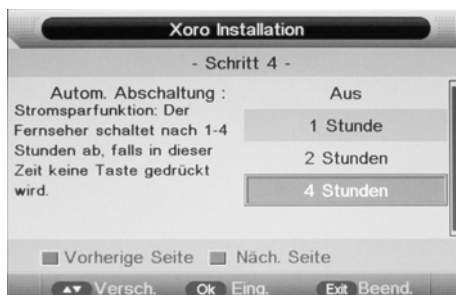 Xoro Installation
- Schritt 4 -
Autom. Abschaltung :
Stromsparfunktion: Der
Fernseher schaltet nach 1-4
Stunden ab, falls in dieser
Zeit keine Taste gedrückt
wird.
Aus
1 Stunde
2 Stunden
4 Stunden
Vorherige Seite
Näch. Seite
Versch. Ok Eing. Exit Beend.